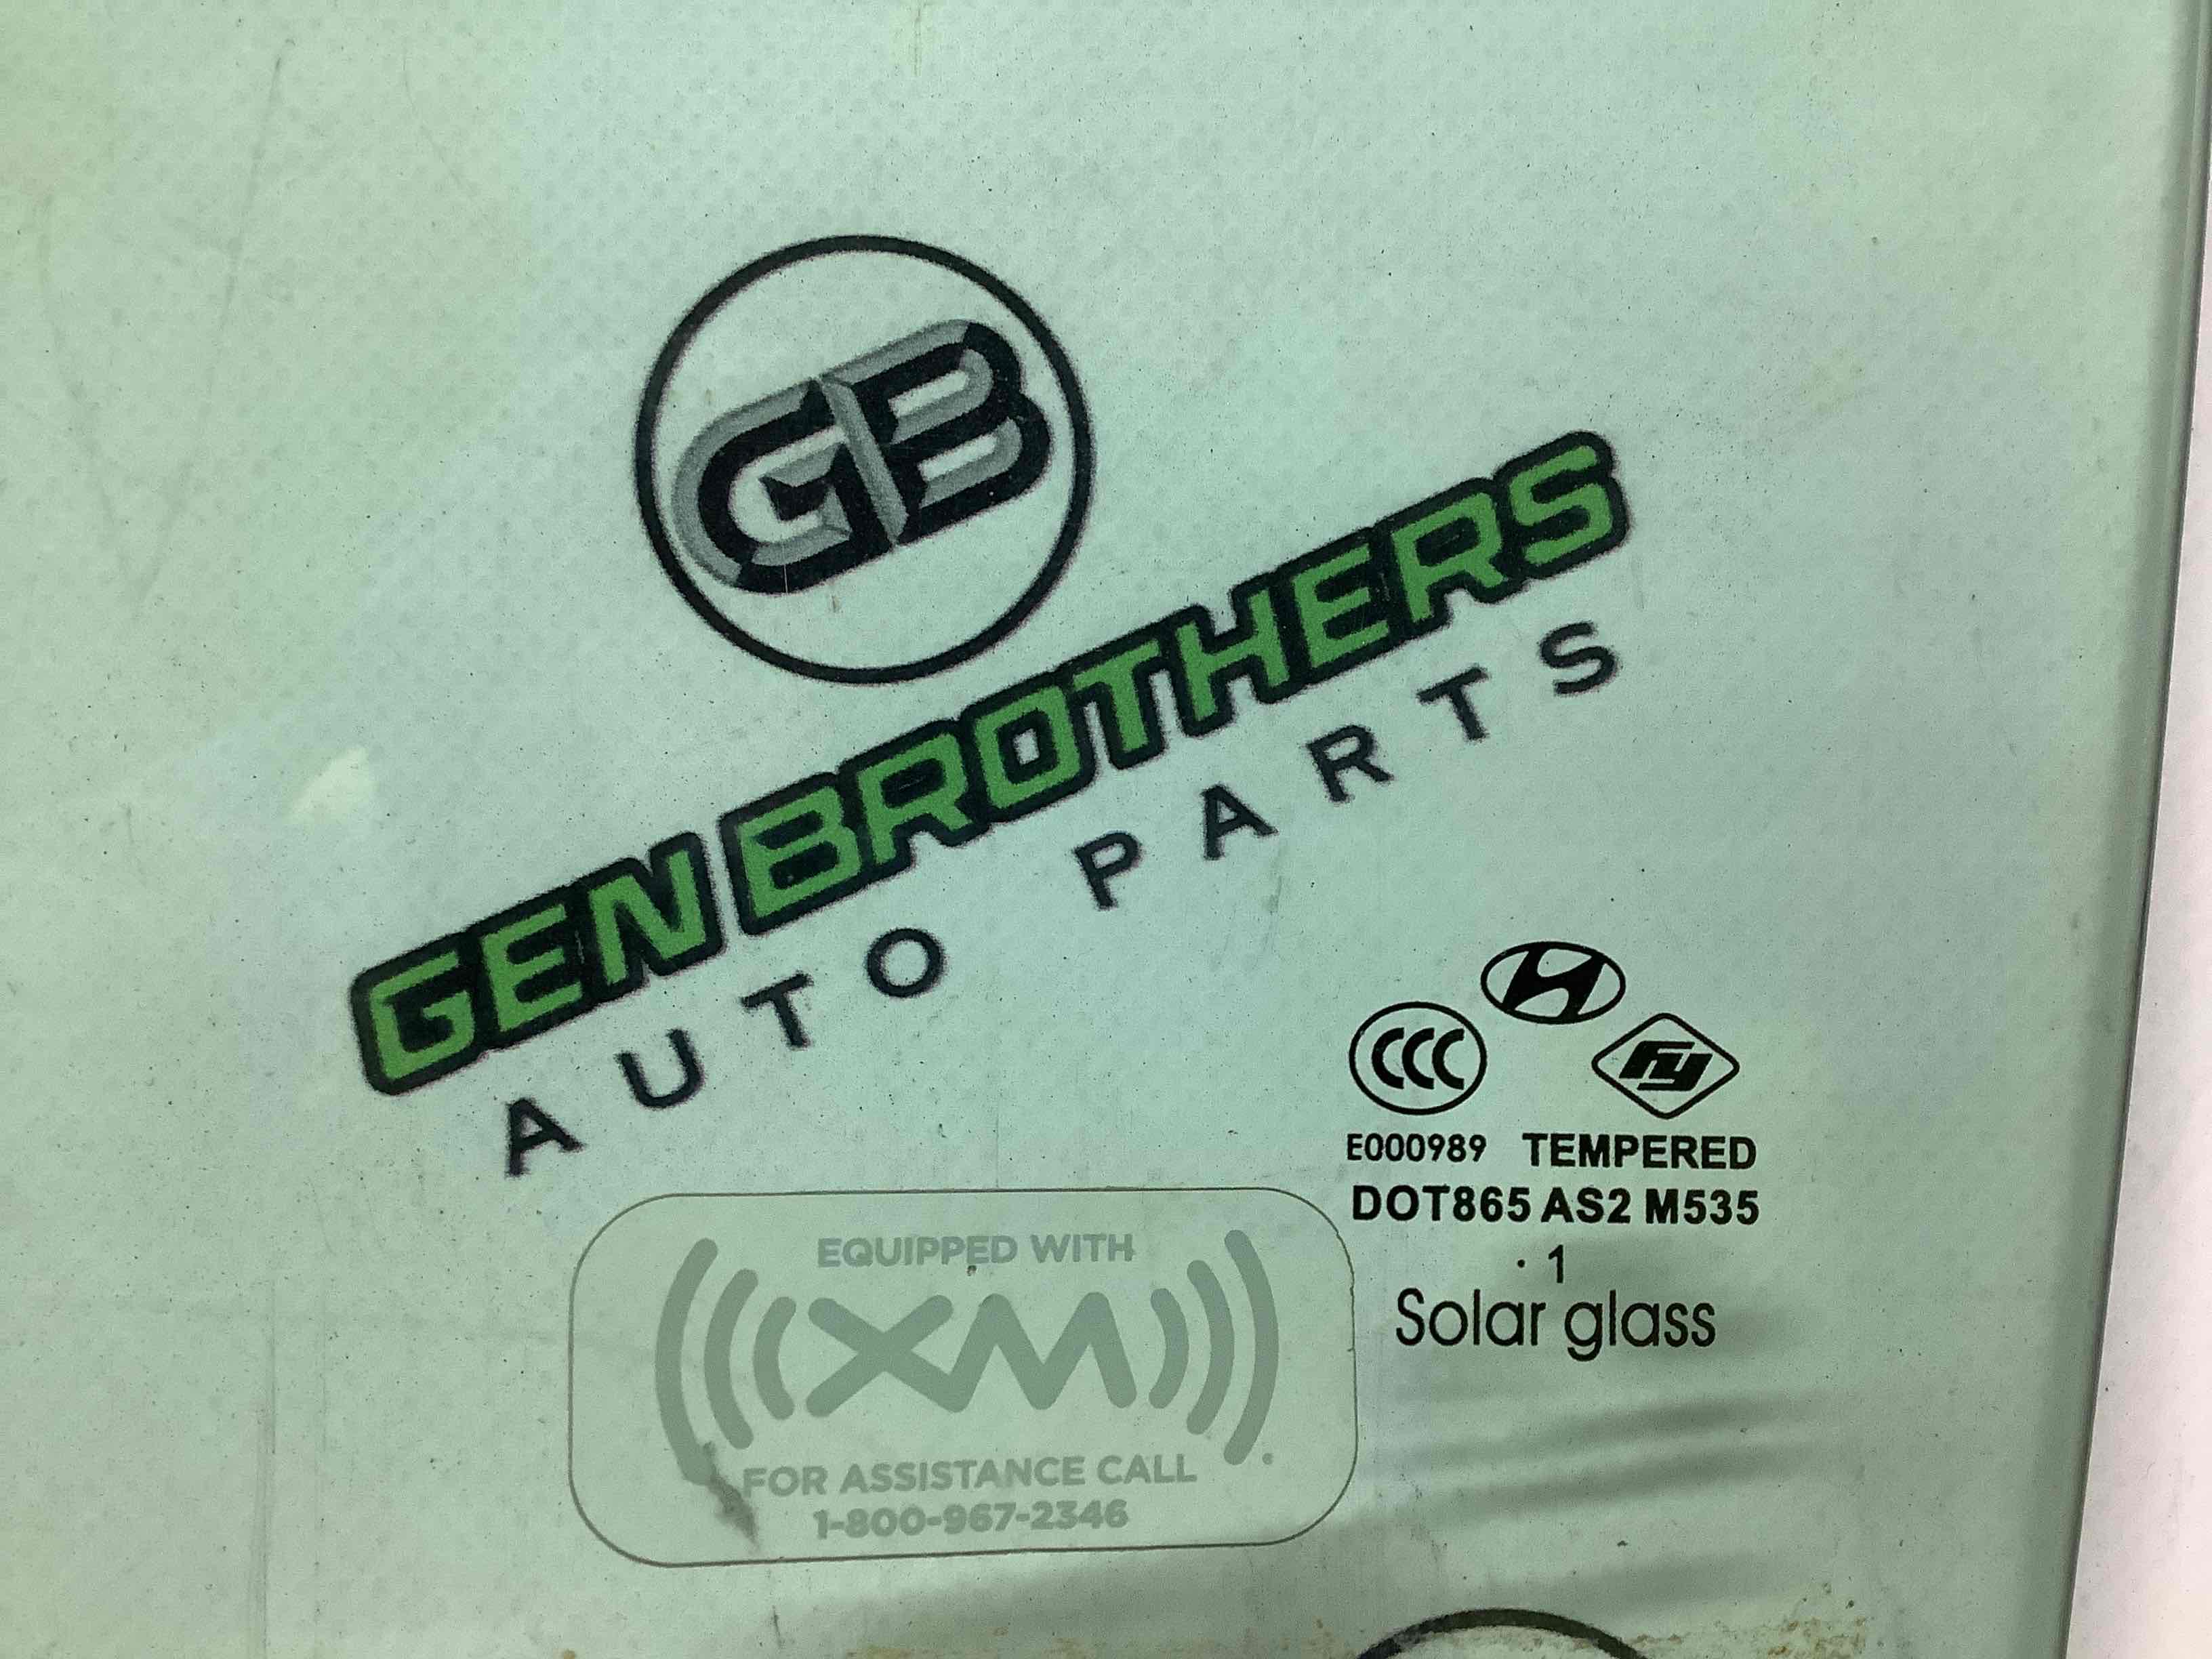 GB
GEN BROTHERS
AUTO PARTS
CCC
FY
E000989 TEMPERED
DOT865 AS2 M535
. 1
Solar glass
EQUIPPED WITH
XM
FOR ASSISTANCE CALL
1-800-967-2346